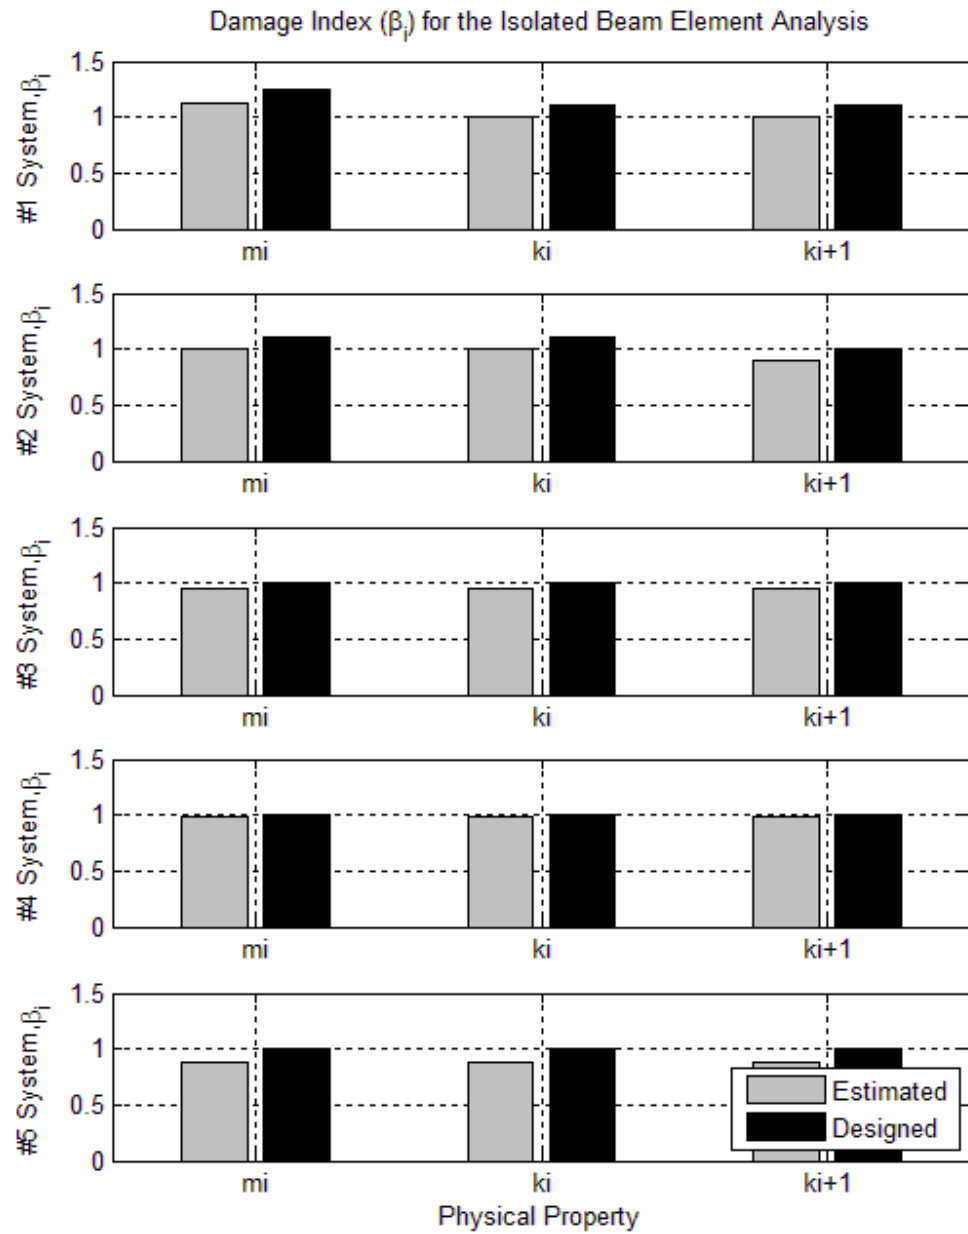 Damage Index (βi) for the Isolated Beam Element Analysis
#1 System,βi
1.5
1
0.5
0
mi ki ki+1
#2 System,βi
1.5
1
0.5
0
mi ki ki+1
#3 System,βi
1.5
1
0.5
0
mi ki ki+1
#4 System,βi
1.5
1
0.5
0
mi ki ki+1
#5 System,βi
1.5
1
0.5
0
Estimated
Designed
mi ki ki+1
Physical Property